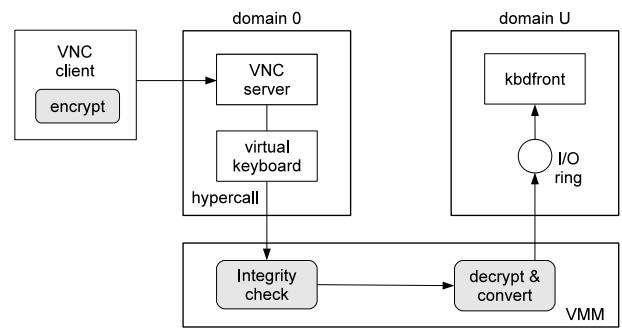 domain 0
domain U
VNC
client
encrypt
VNC
server
virtual
keyboard
hypercall
kbdfront
I/O
ring
Integrity
check
decrypt &
convert
VMM